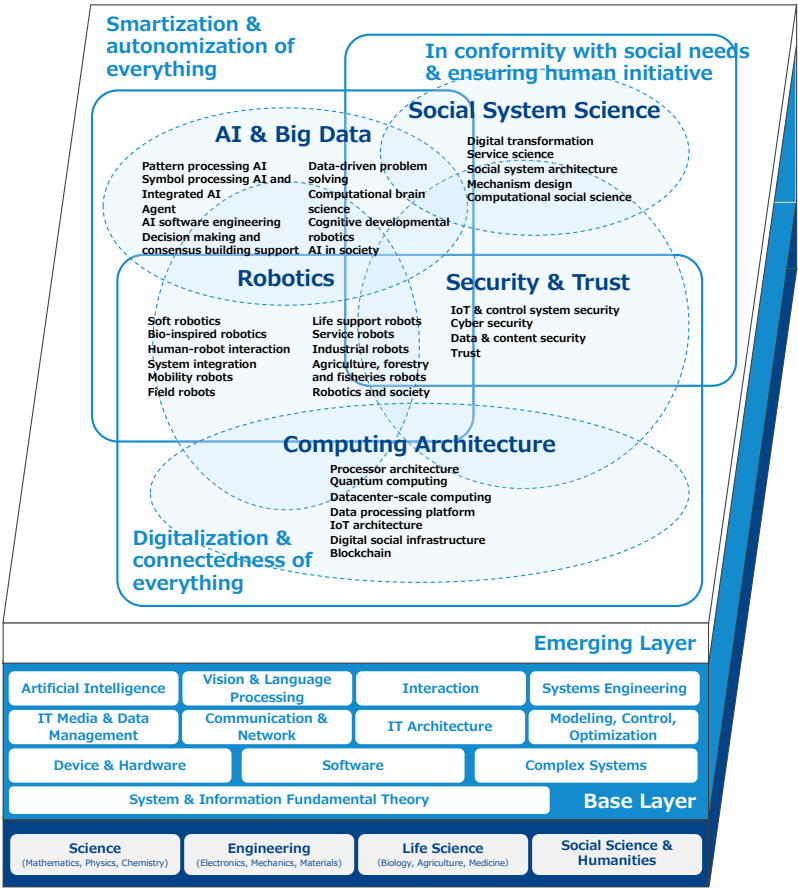 Smartization &
autonomization of
everything
In conformity with social needs
& ensuring human initiative
AI & Big Data
Pattern processing AI
Symbol processing AI and
Integrated AI
Agent
AI software engineering
Decision making and
consensus building support
Data-driven problem
solving
Computational brain
science
Cognitive developmental
robotics
AI in society
Social System Science
Digital transformation
Service science
Social system architecture
Mechanism design
Computational social science
Robotics
Soft robotics
Bio-inspired robotics
Human-robot interaction
System integration
Mobility robots
Field robots
Life support robots
Service robots
Industrial robots
Agriculture, forestry
and fisheries robots
Robotics and society
Security & Trust
IoT & control system security
Cyber security
Data & content security
Trust
Computing Architecture
Processor architecture
Quantum computing
Datacenter-scale computing
Data processing platform
IoT architecture
Digital social infrastructure
Blockchain
Digitalization &
connectedness of
everything
Emerging Layer
Artificial Intelligence
Vision & Language
Processing
Interaction
Systems Engineering
IT Media & Data
Management
Communication &
Network
IT Architecture
Modeling, Control,
Optimization
Device & Hardware
Software
Complex Systems
System & Information Fundamental Theory
Base Layer
Science
(Mathematics, Physics, Chemistry)
Engineering
(Electronics, Mechanics, Materials)
Life Science
(Biology, Agriculture, Medicine)
Social Science &
Humanities